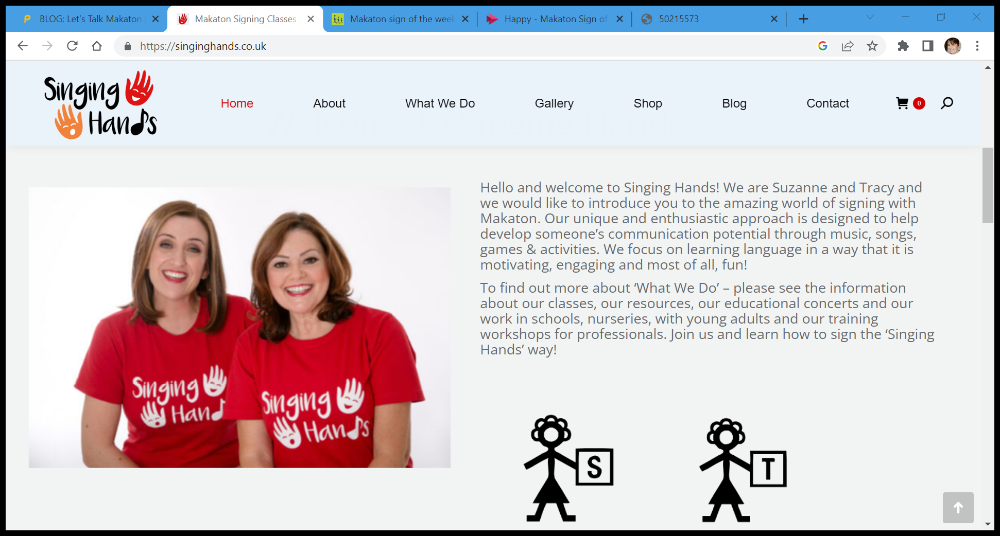 BLOG: Let's Talk Makaton
Makaton Signing Classes
Makaton sign of the week
Happy - Makaton Sign of
50215573
https://singinghands.co.uk
Singing
Hands
Home
About
What We Do
Gallery
Shop
Blog
Contact
0
Hello and welcome to Singing Hands! We are Suzanne and Tracy and
we would like to introduce you to the amazing world of signing with
Makaton. Our unique and enthusiastic approach is designed to help
develop someone’s communication potential through music, songs,
games & activities. We focus on learning language in a way that it is
motivating, engaging and most of all, fun!
To find out more about ‘What We Do’ – please see the information
about our classes, our resources, our educational concerts and our
work in schools, nurseries, with young adults and our training
workshops for professionals. Join us and learn how to sign the ‘Singing
Hands’ way!
Singing
Hands
Singing
Hands
S
T